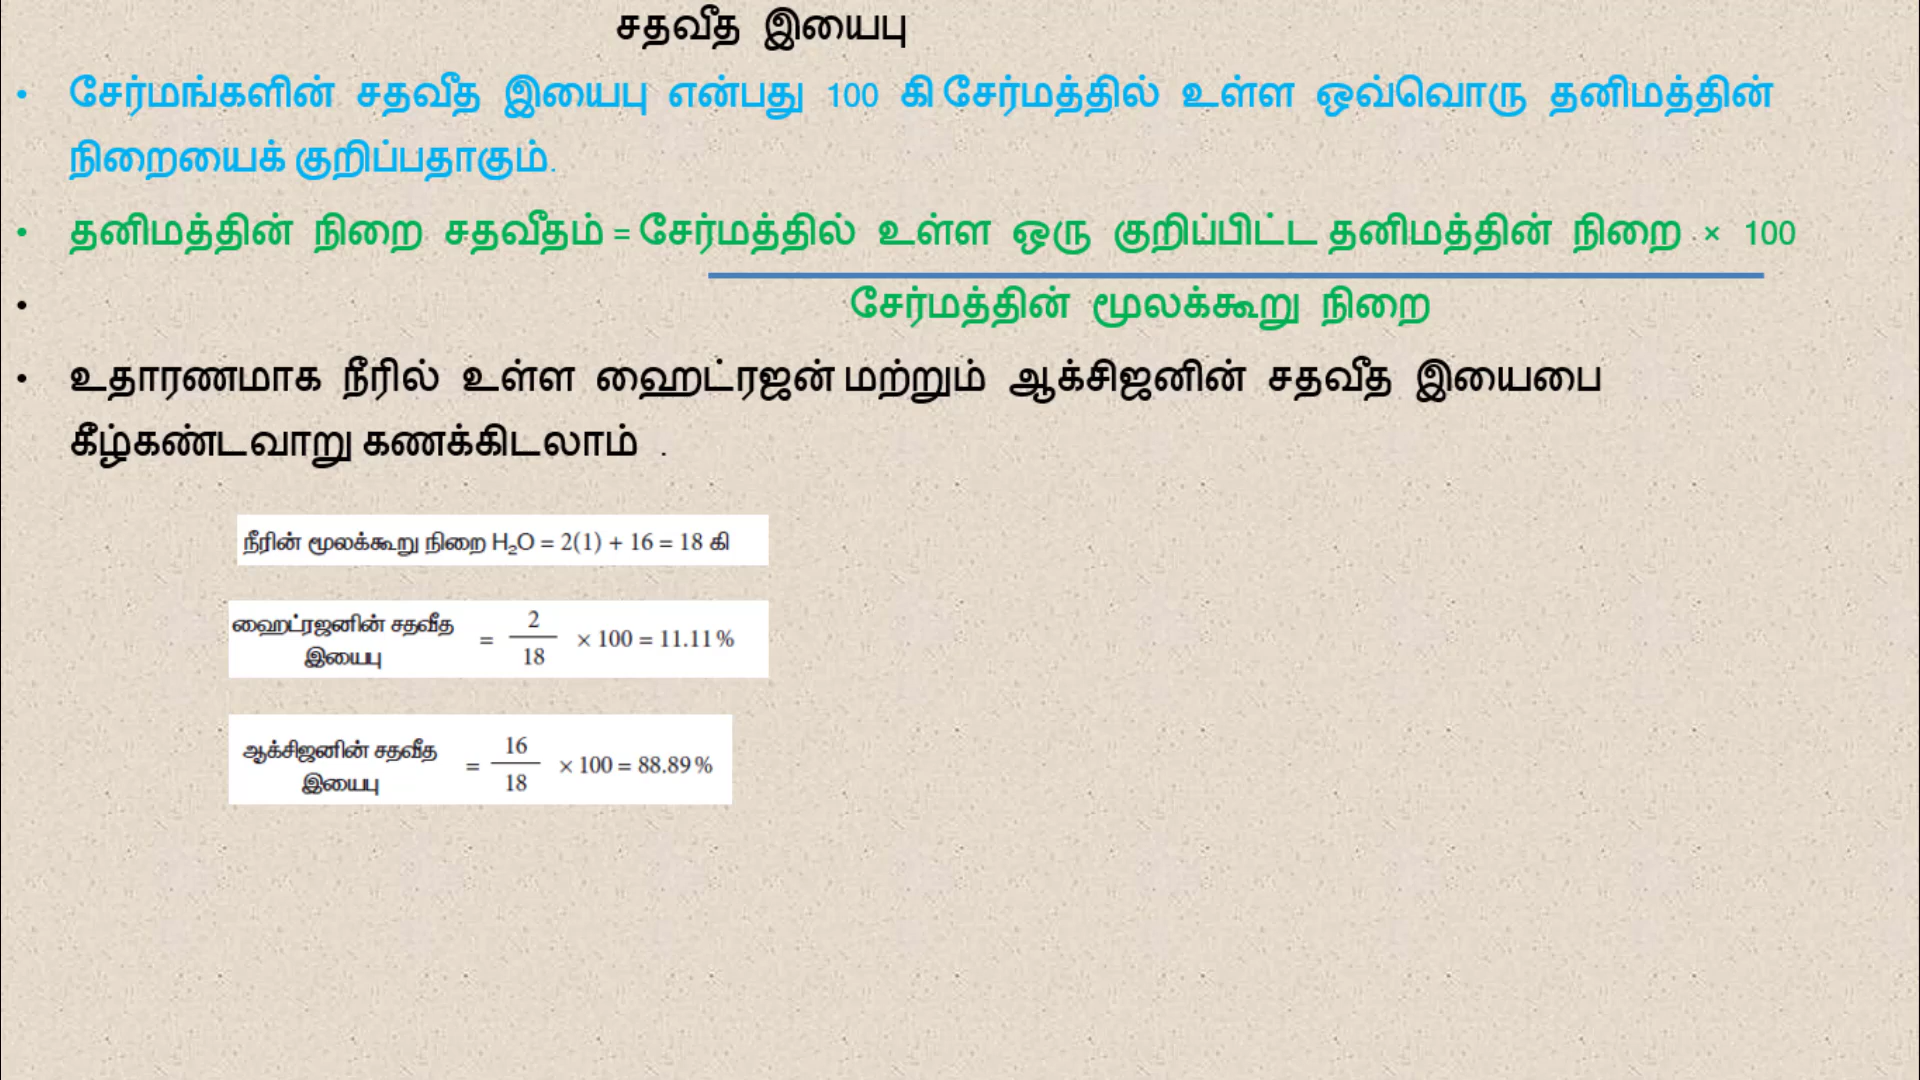 சதவீத இயைபு
• சேர்மங்களின் சதவீத இயைபு என்பது 100 கி சேர்மத்தில் உள்ள ஒவ்வொரு தனிமத்தின்
நிறையைக் குறிப்பதாகும்.
• தனிமத்தின் நிறை சதவீதம் = சேர்மத்தில் உள்ள ஒரு குறிப்பிட்ட தனிமத்தின் நிறை × 100
• சேர்மத்தின் மூலக்கூறு நிறை
• உதாரணமாக நீரில் உள்ள ஹைட்ரஜன் மற்றும் ஆக்சிஜனின் சதவீத இயைபை
கீழ்கண்டவாறு கணக்கிடலாம் .
நீரின் மூலக்கூறு நிறை H₂O = 2(1) + 16 = 18 கி
ஹைட்ரஜனின் சதவீத இயைபு = 2/18 × 100 = 11.11%
ஆக்சிஜனின் சதவீத இயைபு = 16/18 × 100 = 88.89%